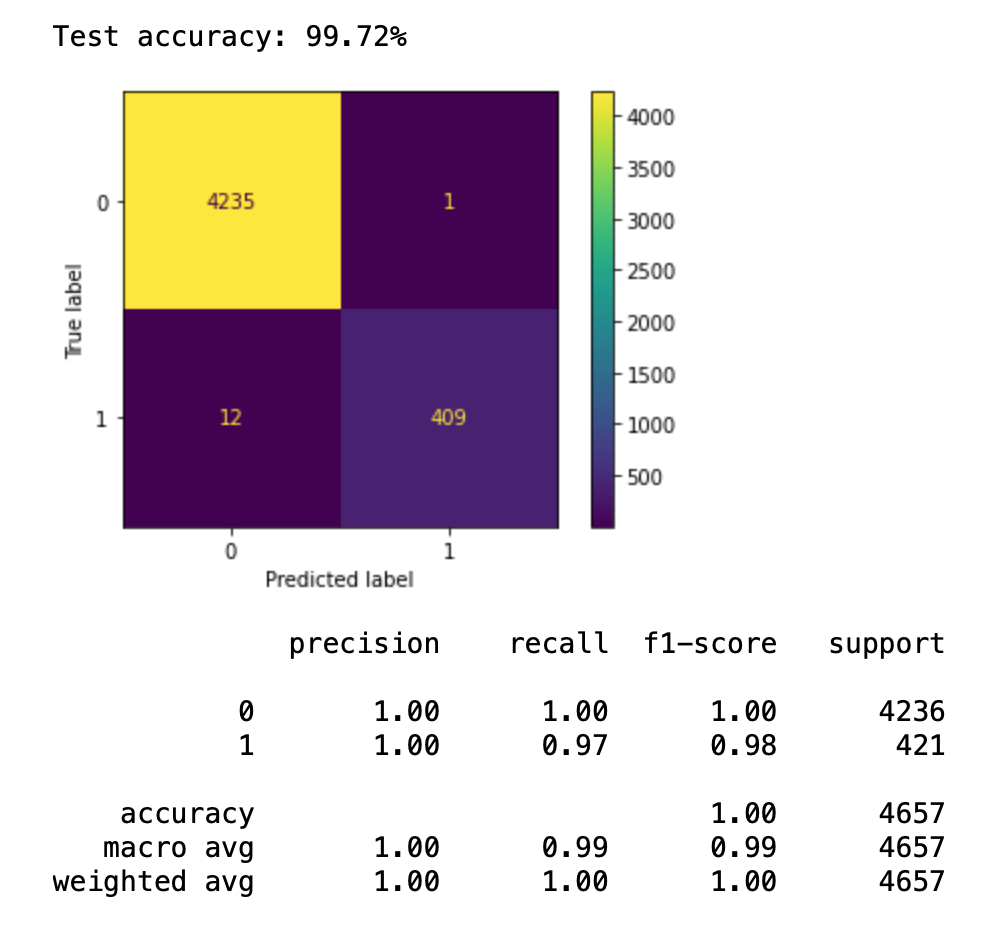 Test accuracy: 99.72%
4000
3500
3000
2500
2000
1500
1000
500
0
4235 1
True label
1
12 409
0 1
Predicted label
precision recall f1-score support
0 1.00 1.00 1.00 4236
1 1.00 0.97 0.98 421
accuracy 1.00 4657
macro avg 1.00 0.99 0.99 4657
weighted avg 1.00 1.00 1.00 4657